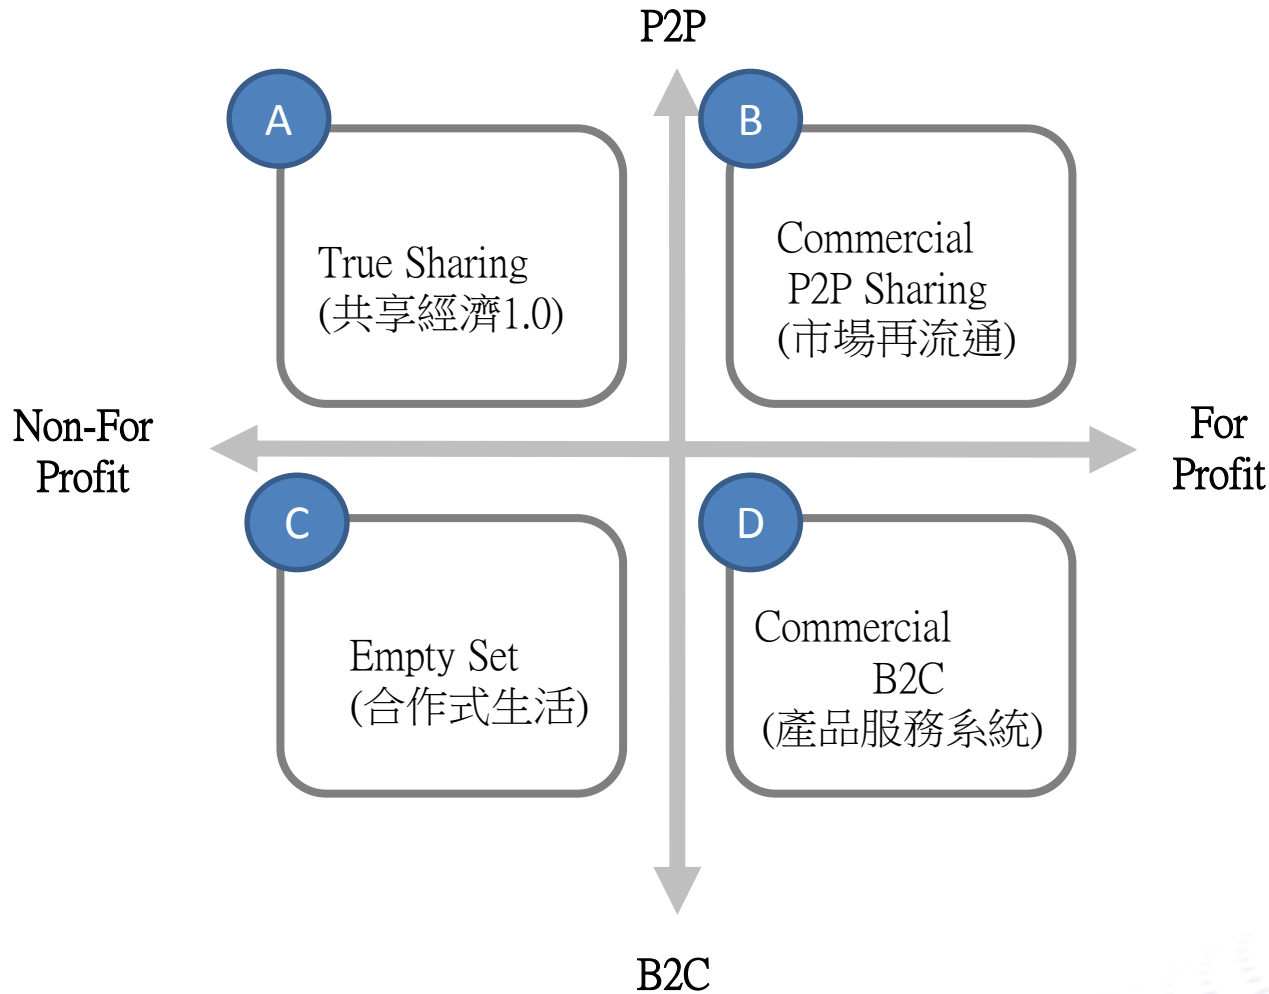 P2P
A
True Sharing
(共享經濟1.0)
B
Commercial
P2P Sharing
(市場再流通)
Non-For
Profit
For
Profit
C
Empty Set
(合作式生活)
D
Commercial
B2C
(產品服務系統)
B2C